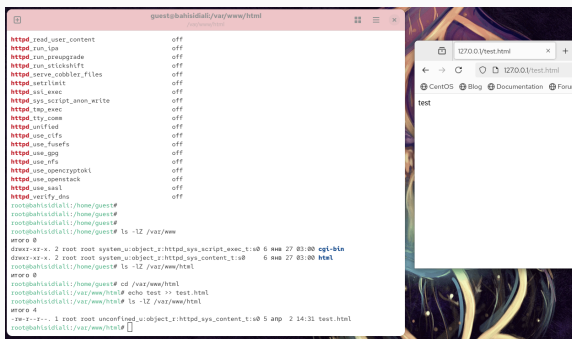 guest@bahisidiali:/var/www/html
/var/www/html
httpd_read_user_content off
httpd_run_ipa off
httpd_run_preupgrade off
httpd_run_stickshift off
httpd_serve_cobbler_files off
httpd_setrlimit off
httpd_ssi_exec off
httpd_sys_script_anon_write off
httpd_tmp_exec off
httpd_tty_comm off
httpd_unified off
httpd_use_cifs off
httpd_use_fusefs off
httpd_use_gpg off
httpd_use_nfs off
httpd_use_opencryptoki off
httpd_use_openstack off
httpd_use_sasl off
httpd_verify_dns off
root@bahisidiali:/home/guest#
root@bahisidiali:/home/guest#
root@bahisidiali:/home/guest# ls -lZ /var/www
итого 0
drwxr-xr-x. 2 root root system_u:object_r:httpd_sys_script_exec_t:s0 6 янв 27 03:00 cgi-bin
drwxr-xr-x. 2 root root system_u:object_r:httpd_sys_content_t:s0 6 янв 27 03:00 html
root@bahisidiali:/home/guest# ls -lZ /var/www/html
итого 0
root@bahisidiali:/home/guest# cd /var/www/html
root@bahisidiali:/var/www/html# echo test >> test.html
root@bahisidiali:/var/www/html# ls -lZ /var/www/html
итого 4
-rw-r--r--. 1 root root unconfined_u:object_r:httpd_sys_content_t:s0 5 апр 2 14:31 test.html
root@bahisidiali:/var/www/html#
127.0.0.1/test.html
127.0.0.1/test.html
CentOS Blog Documentation Foru
test